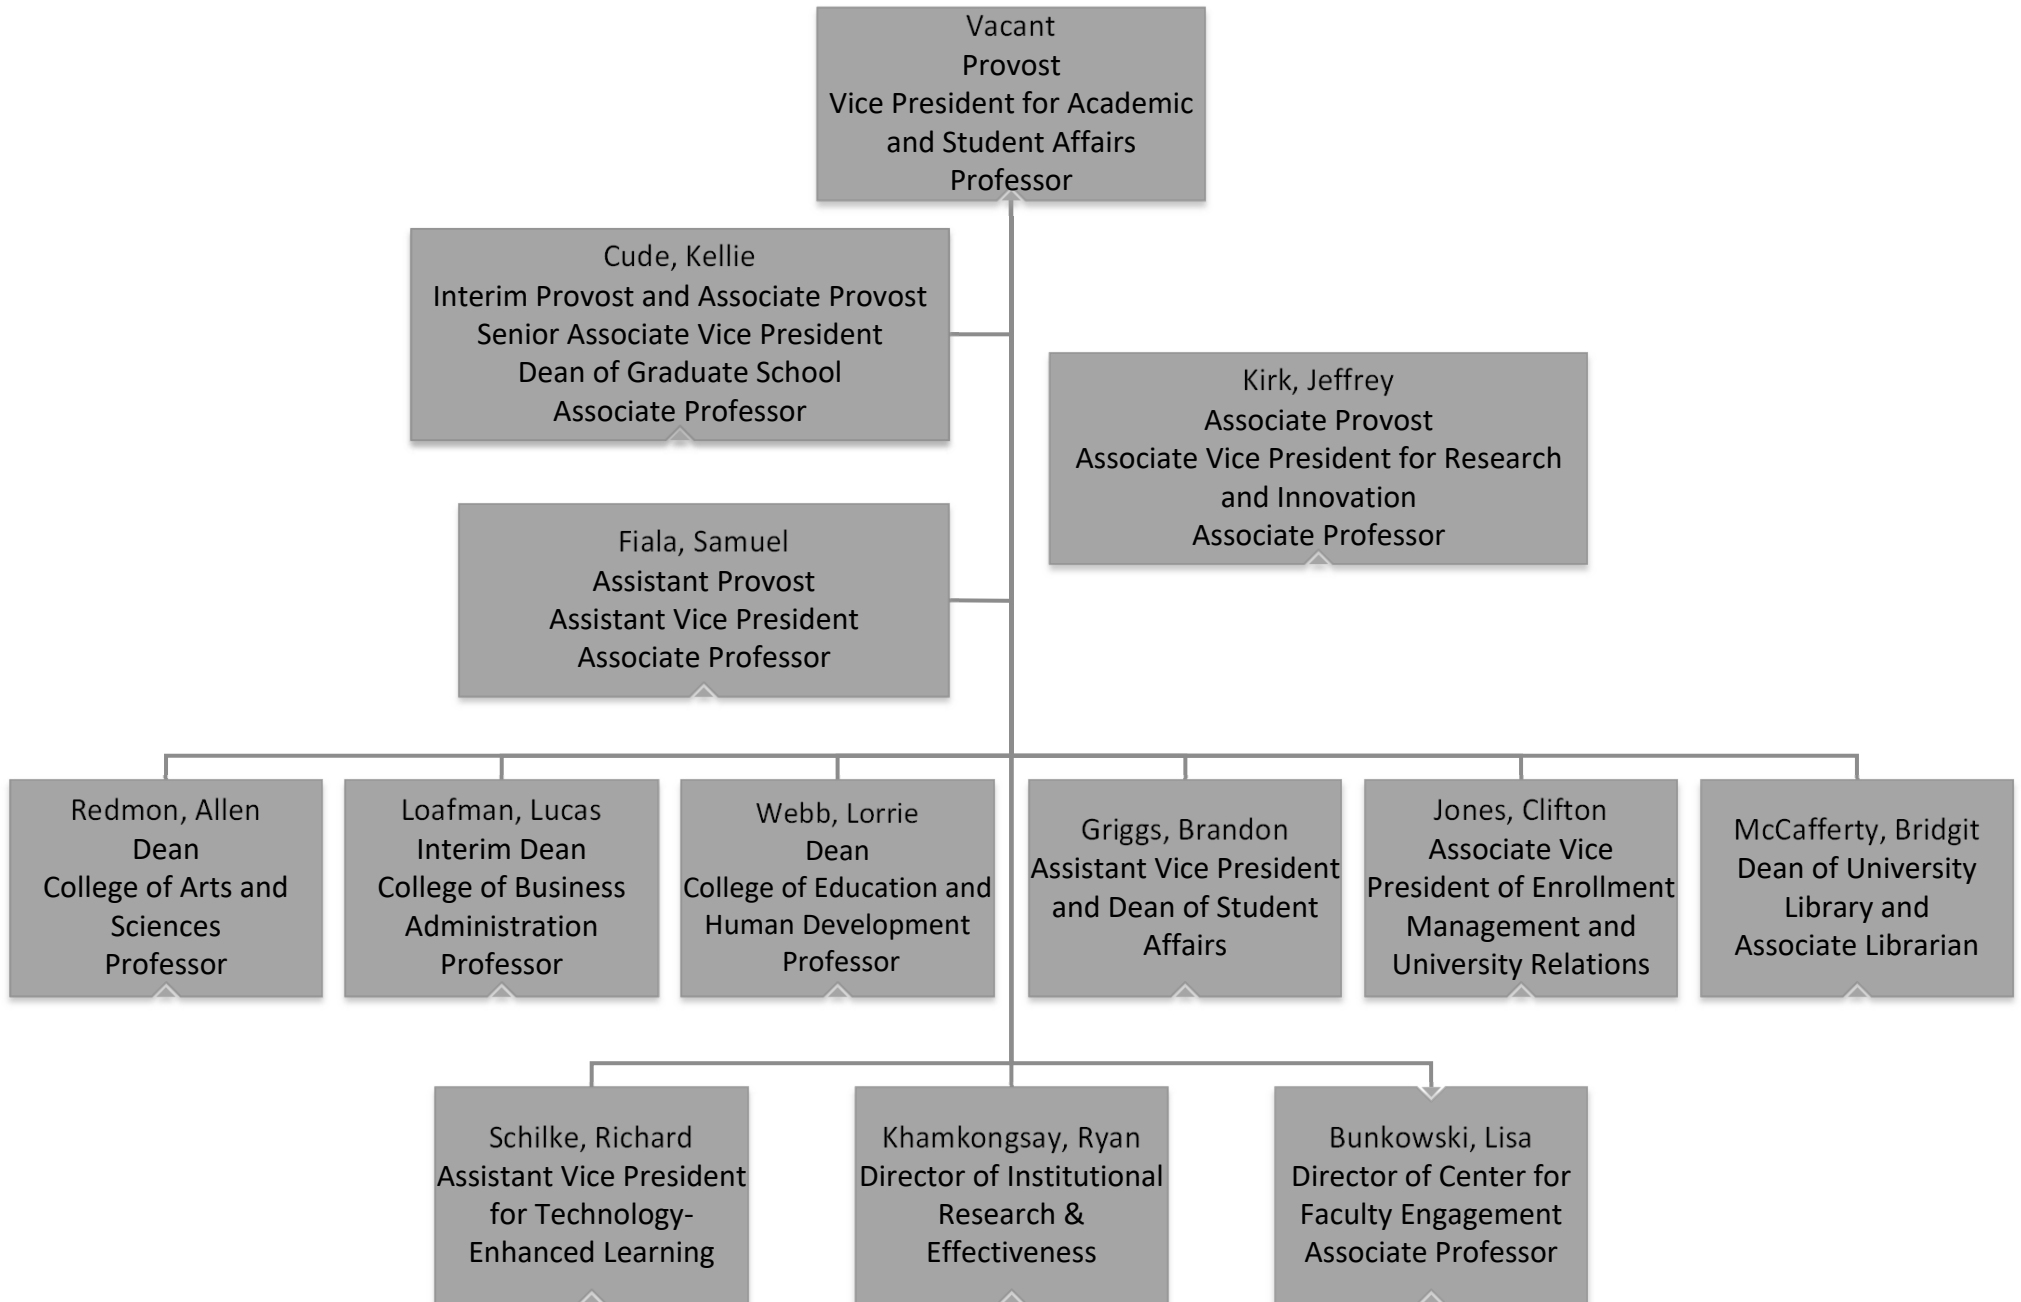 Vacant
Provost
Vice President for Academic
and Student Affairs
Professor
Cude, Kellie
Interim Provost and Associate Provost
Senior Associate Vice President
Dean of Graduate School
Associate Professor
Kirk, Jeffrey
Associate Provost
Associate Vice President for Research
and Innovation
Associate Professor
Fiala, Samuel
Assistant Provost
Assistant Vice President
Associate Professor
Redmon, Allen
Dean
College of Arts and
Sciences
Professor
Loafman, Lucas
Interim Dean
College of Business
Administration
Professor
Webb, Lorrie
Dean
College of Education and
Human Development
Professor
Griggs, Brandon
Assistant Vice President
and Dean of Student
Affairs
Jones, Clifton
Associate Vice
President of Enrollment
Management and
University Relations
McCafferty, Bridgit
Dean of University
Library and
Associate Librarian
Schilke, Richard
Assistant Vice President
for Technology-
Enhanced Learning
Khamkongsay, Ryan
Director of Institutional
Research &
Effectiveness
Bunkowski, Lisa
Director of Center for
Faculty Engagement
Associate Professor